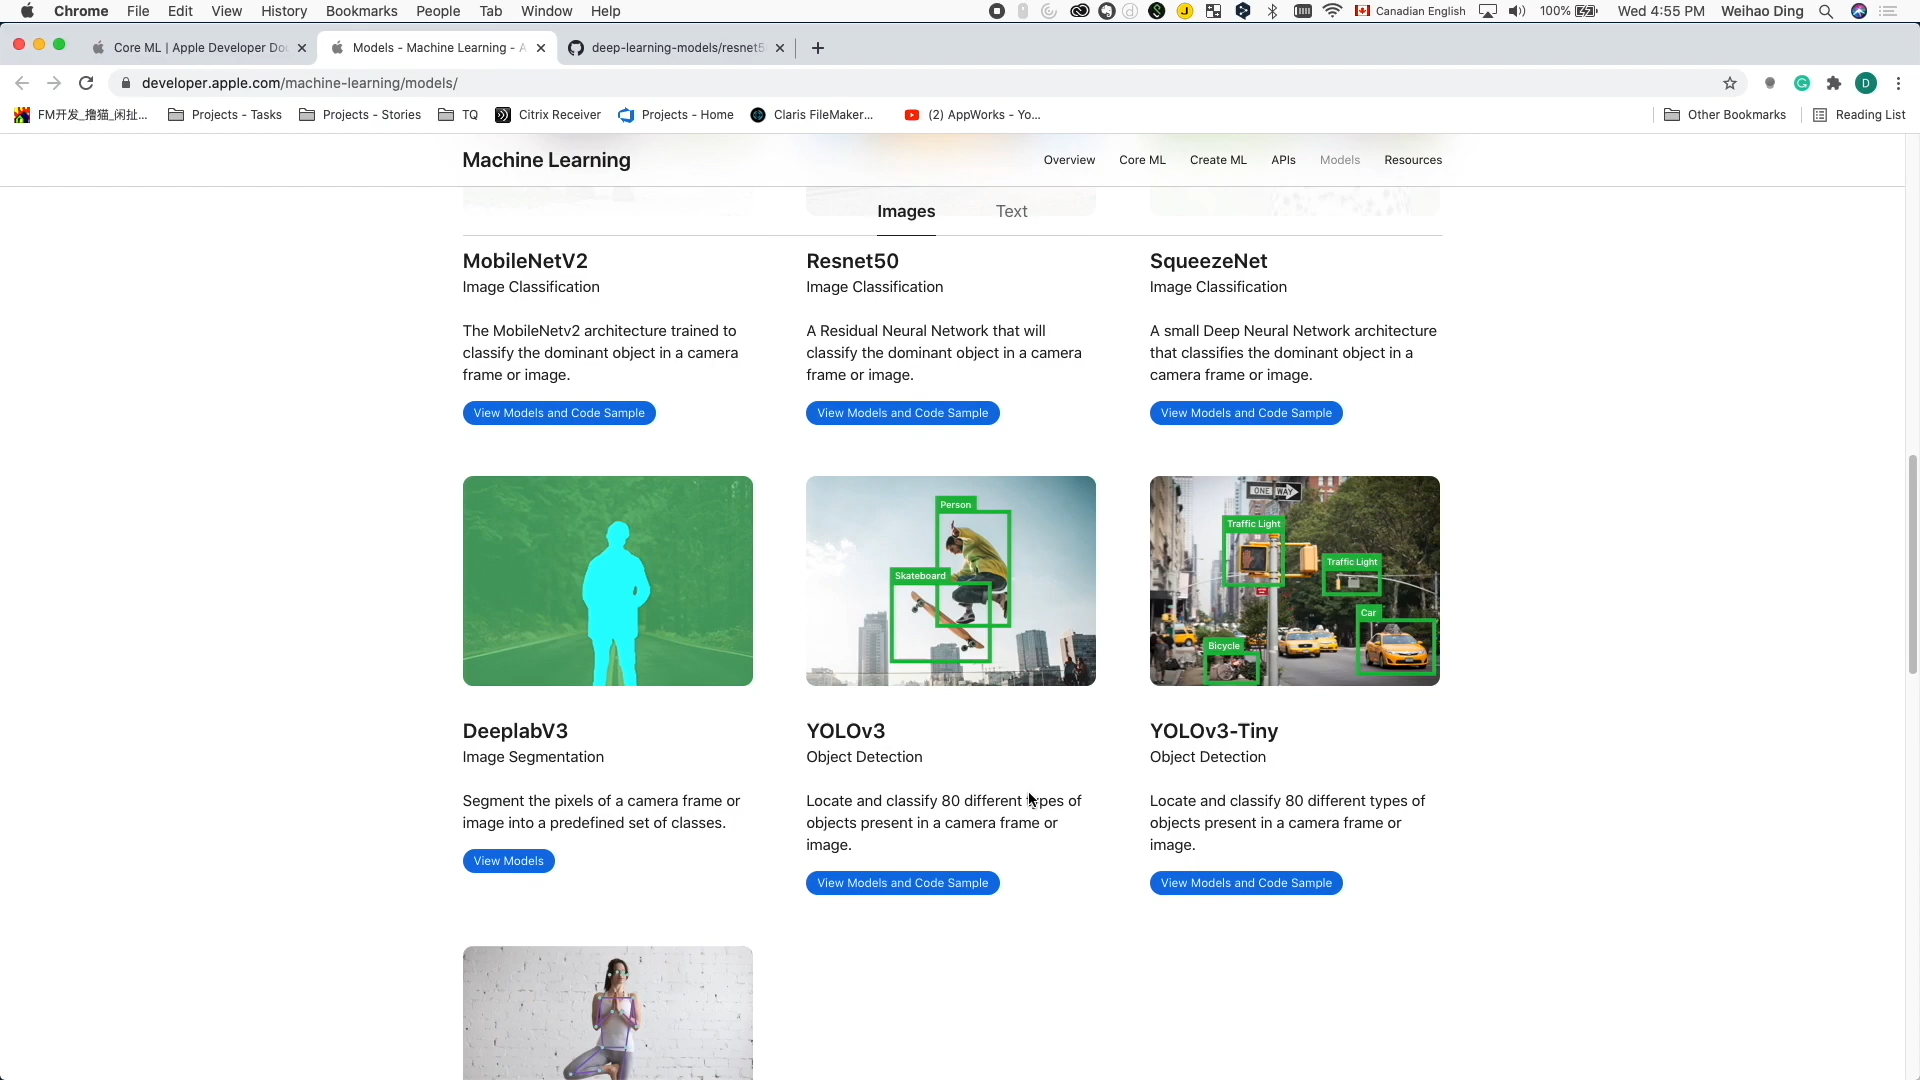 Chrome File Edit View History Bookmarks People Tab Window Help
Canadian English 100% Wed 4:55 PM Weihao Ding
Core ML | Apple Developer Do
Models - Machine Learning - A
deep-learning-models/resnet5
developer.apple.com/machine-learning/models/
D
FM开发_撸猫_闲扯... Projects - Tasks Projects - Stories TQ Citrix Receiver Projects - Home Claris FileMaker... (2) AppWorks - Yo... Other Bookmarks Reading List
Machine Learning
Overview Core ML Create ML APIs Models Resources
Images Text
MobileNetV2
Image Classification
The MobileNetv2 architecture trained to
classify the dominant object in a camera
frame or image.
View Models and Code Sample
Resnet50
Image Classification
A Residual Neural Network that will
classify the dominant object in a camera
frame or image.
View Models and Code Sample
SqueezeNet
Image Classification
A small Deep Neural Network architecture
that classifies the dominant object in a
camera frame or image.
View Models and Code Sample
DeeplabV3
Image Segmentation
Segment the pixels of a camera frame or
image into a predefined set of classes.
View Models
Person
Skateboard
YOLOv3
Object Detection
Locate and classify 80 different types of
objects present in a camera frame or
image.
View Models and Code Sample
ONE WAY
Traffic Light
Traffic Light
Car
Bicycle
YOLOv3-Tiny
Object Detection
Locate and classify 80 different types of
objects present in a camera frame or
image.
View Models and Code Sample